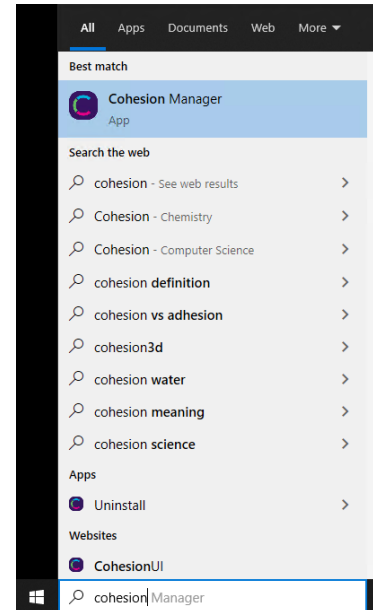 All Apps Documents Web More
Best match
Cohesion Manager
App
Search the web
cohesion - See web results
Cohesion - Chemistry
Cohesion - Computer Science
cohesion definition
cohesion vs adhesion
cohesion3d
cohesion water
cohesion meaning
cohesion science
Apps
Uninstall
Websites
CohesionUI
cohesion Manager